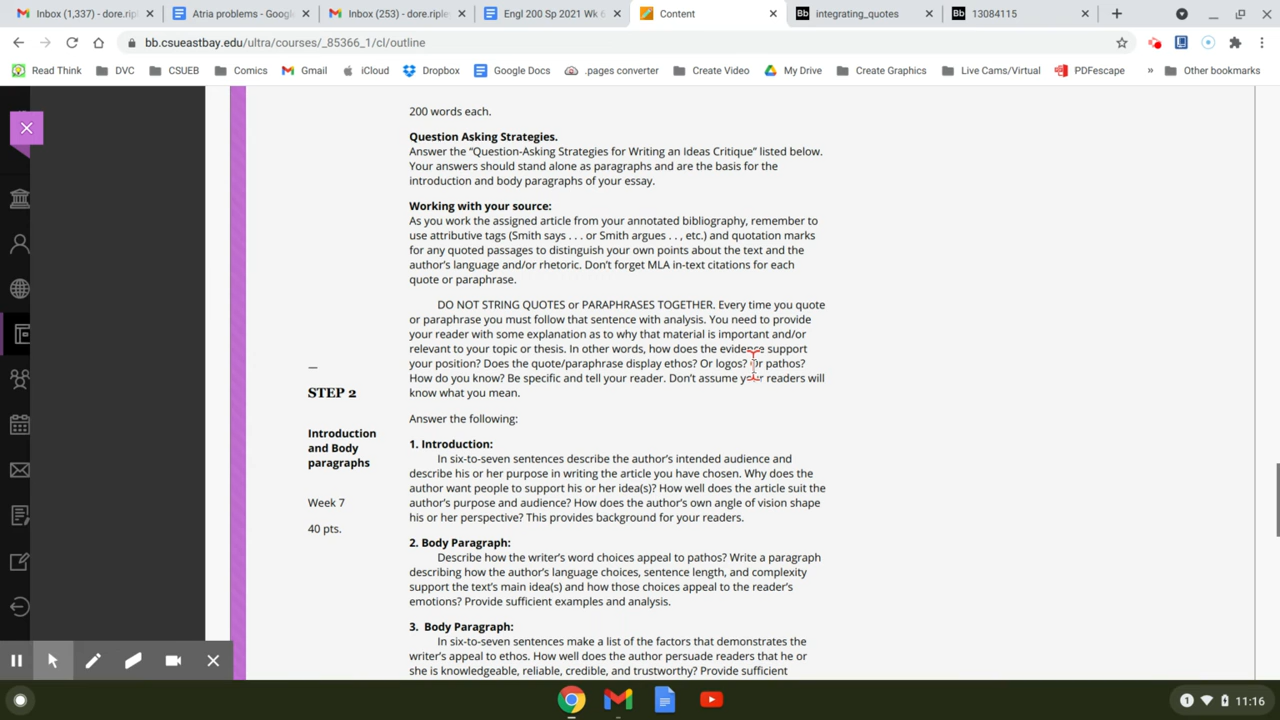 Inbox (1,337) - dore.riple
Atria problems - Google
Inbox (253) - dore.ripley
Engl 200 Sp 2021 Wk 6
Content
integrating_quotes
13084115
bb.csueastbay.edu/ultra/courses/_85366_1/cl/outline
Read Think
DVC
CSUEB
Comics
Gmail
iCloud
Dropbox
Google Docs
.pages converter
Create Video
My Drive
Create Graphics
Live Cams/Virtual
PDFescape
»
Other bookmarks
200 words each.
Question Asking Strategies.
Answer the “Question-Asking Strategies for Writing an Ideas Critique” listed below.
Your answers should stand alone as paragraphs and are the basis for the
introduction and body paragraphs of your essay.
Working with your source:
As you work the assigned article from your annotated bibliography, remember to
use attributive tags (Smith says . . . or Smith argues . . , etc.) and quotation marks
for any quoted passages to distinguish your own points about the text and the
author’s language and/or rhetoric. Don’t forget MLA in-text citations for each
quote or paraphrase.
DO NOT STRING QUOTES or PARAPHRASES TOGETHER. Every time you quote
or paraphrase you must follow that sentence with analysis. You need to provide
your reader with some explanation as to why that material is important and/or
relevant to your topic or thesis. In other words, how does the evidence support
your position? Does the quote/paraphrase display ethos? Or logos? Or pathos?
How do you know? Be specific and tell your reader. Don’t assume your readers will
know what you mean.
—
STEP 2
Introduction
and Body
paragraphs
Week 7
40 pts.
Answer the following:
1. Introduction:
In six-to-seven sentences describe the author’s intended audience and
describe his or her purpose in writing the article you have chosen. Why does the
author want people to support his or her idea(s)? How well does the article suit the
author’s purpose and audience? How does the author’s own angle of vision shape
his or her perspective? This provides background for your readers.
2. Body Paragraph:
Describe how the writer’s word choices appeal to pathos? Write a paragraph
describing how the author’s language choices, sentence length, and complexity
support the text’s main idea(s) and how those choices appeal to the reader’s
emotions? Provide sufficient examples and analysis.
3. Body Paragraph:
In six-to-seven sentences make a list of the factors that demonstrates the
writer’s appeal to ethos. How well does the author persuade readers that he or
she is knowledgeable, reliable, credible, and trustworthy? Provide sufficient
1
11:16